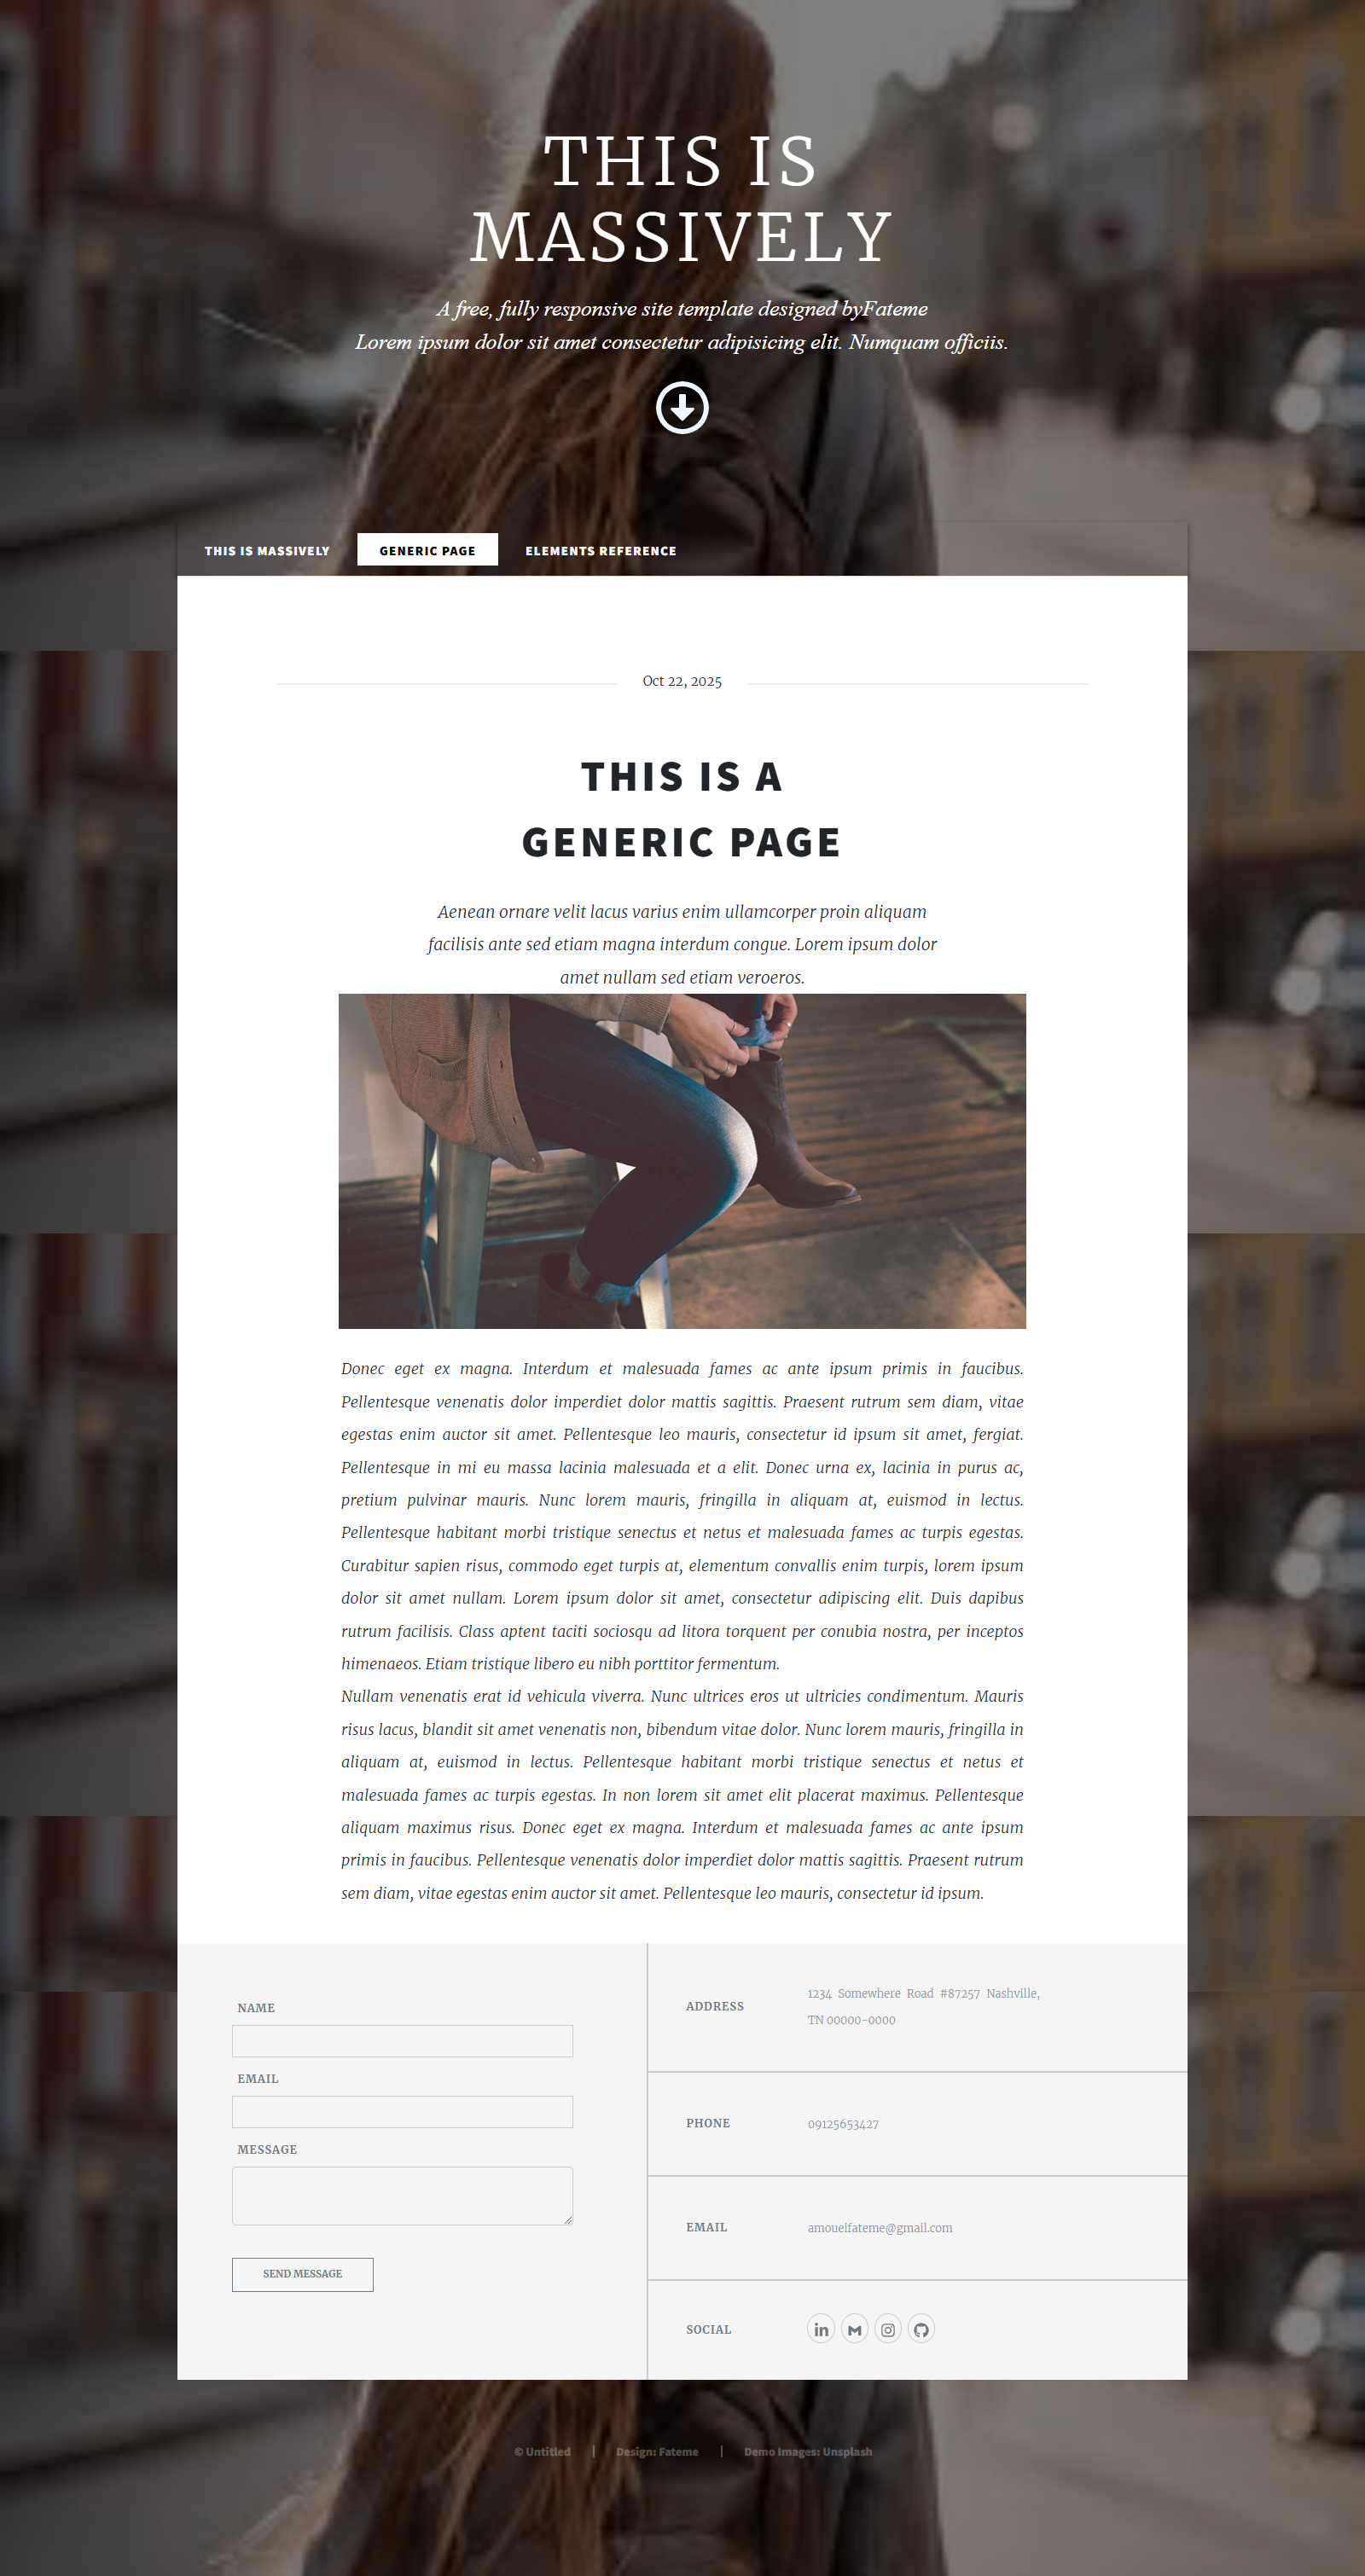 THIS IS
MASSIVELY
A free, fully responsive site template designed byFateme
Lorem ipsum dolor sit amet consectetur adipisicing elit. Numquam officiis.
THIS IS MASSIVELY GENERIC PAGE ELEMENTS REFERENCE
Oct 22, 2025
THIS IS A
GENERIC PAGE
Aenean ornare velit lacus varius enim ullamcorper proin aliquam
facilisis ante sed etiam magna interdum congue. Lorem ipsum dolor
amet nullam sed etiam veroeros.
Donec eget ex magna. Interdum et malesuada fames ac ante ipsum primis in faucibus.
Pellentesque venenatis dolor imperdiet dolor mattis sagittis. Praesent rutrum sem diam, vitae
egestas enim auctor sit amet. Pellentesque leo mauris, consectetur id ipsum sit amet, fergiat.
Pellentesque in mi eu massa lacinia malesuada et a elit. Donec urna ex, lacinia in purus ac,
pretium pulvinar mauris. Nunc lorem mauris, fringilla in aliquam at, euismod in lectus.
Pellentesque habitant morbi tristique senectus et netus et malesuada fames ac turpis egestas.
Curabitur sapien risus, commodo eget turpis at, elementum convallis enim turpis, lorem ipsum
dolor sit amet nullam. Lorem ipsum dolor sit amet, consectetur adipiscing elit. Duis dapibus
rutrum facilisis. Class aptent taciti sociosqu ad litora torquent per conubia nostra, per inceptos
himenaeos. Etiam tristique libero eu nibh porttitor fermentum.
Nullam venenatis erat id vehicula viverra. Nunc ultrices eros ut ultricies condimentum. Mauris
risus lacus, blandit sit amet venenatis non, bibendum vitae dolor. Nunc lorem mauris, fringilla in
aliquam at, euismod in lectus. Pellentesque habitant morbi tristique senectus et netus et
malesuada fames ac turpis egestas. In non lorem sit amet elit placerat maximus. Pellentesque
aliquam maximus risus. Donec eget ex magna. Interdum et malesuada fames ac ante ipsum
primis in faucibus. Pellentesque venenatis dolor imperdiet dolor mattis sagittis. Praesent rutrum
sem diam, vitae egestas enim auctor sit amet. Pellentesque leo mauris, consectetur id ipsum.
NAME
EMAIL
MESSAGE
SEND MESSAGE
ADDRESS
1234 Somewhere Road #87257 Nashville,
TN 00000-0000
PHONE
09125653427
EMAIL
amoueifateme@gmail.com
SOCIAL
© Untitled | Design: Fateme | Demo Images: Unsplash